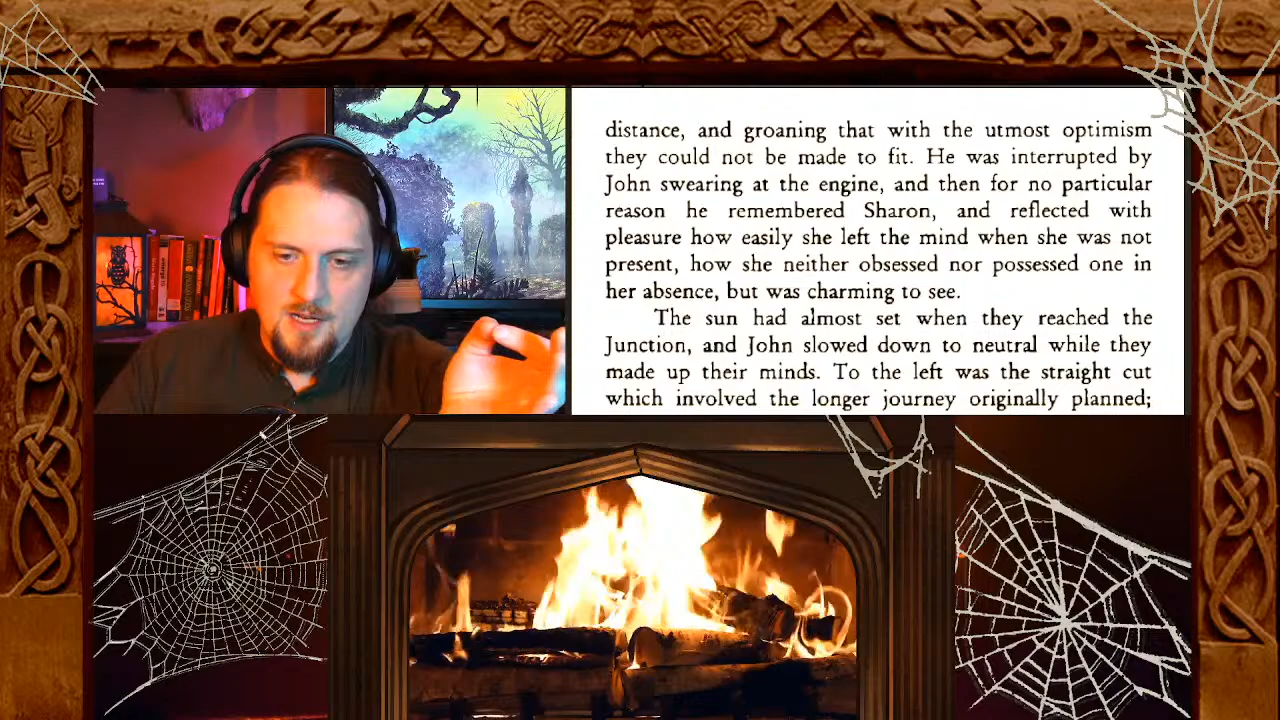 distance, and groaning that with the utmost optimism
they could not be made to fit. He was interrupted by
John swearing at the engine, and then for no particular
reason he remembered Sharon, and reflected with
pleasure how easily she left the mind when she was not
present, how she neither obsessed nor possessed one in
her absence, but was charming to see.
The sun had almost set when they reached the
Junction, and John slowed down to neutral while they
made up their minds. To the left was the straight cut
which involved the longer journey originally planned;